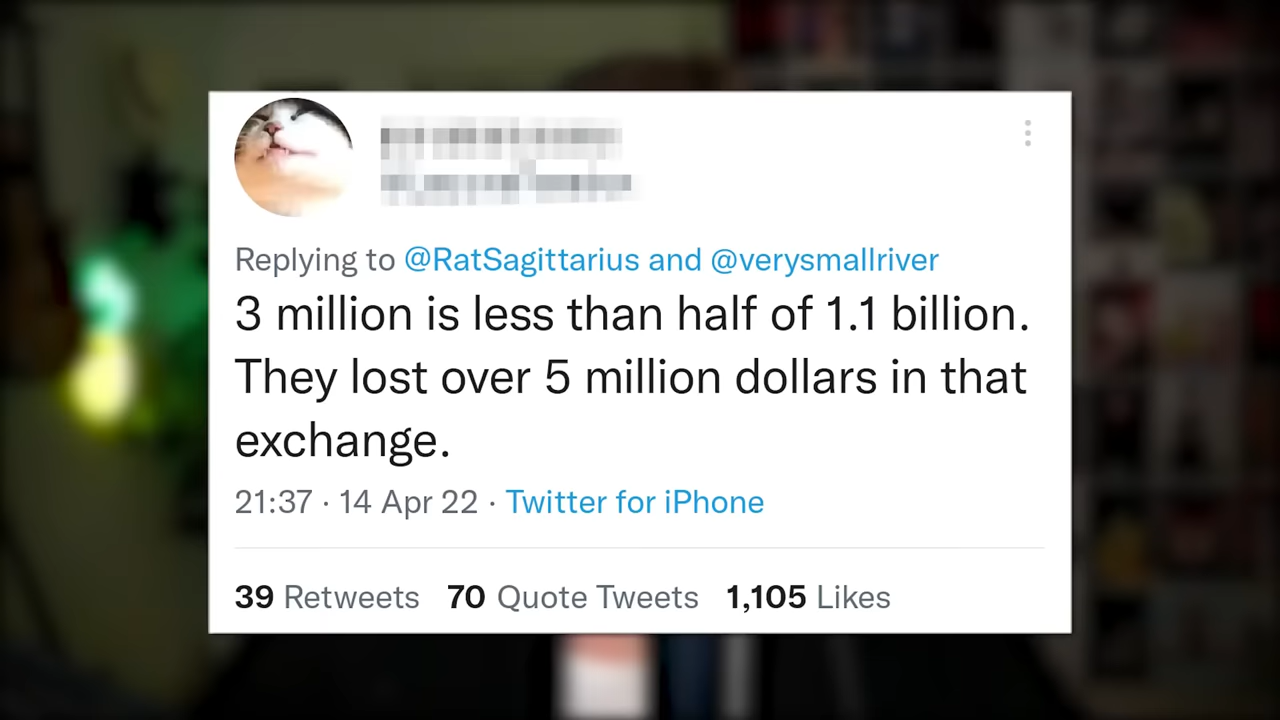 Replying to @RatSagittarius and @verysmallriver
3 million is less than half of 1.1 billion.
They lost over 5 million dollars in that
exchange.
21:37 · 14 Apr 22 · Twitter for iPhone
39 Retweets 70 Quote Tweets 1,105 Likes